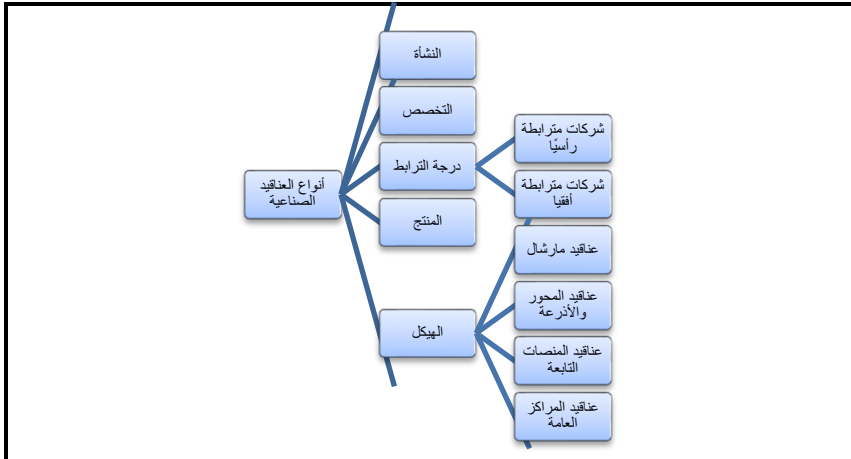 أنواع العناقيد
الصناعية
النشأة
التخصص
درجة الترابط
شركات مترابطة
رأسيًا
شركات مترابطة
أفقيا
المنتج
الهيكل
عناقيد مارشال
عناقيد المحور
والأذرعة
عناقيد المنصات
التابعة
عناقيد المراكز
العامة